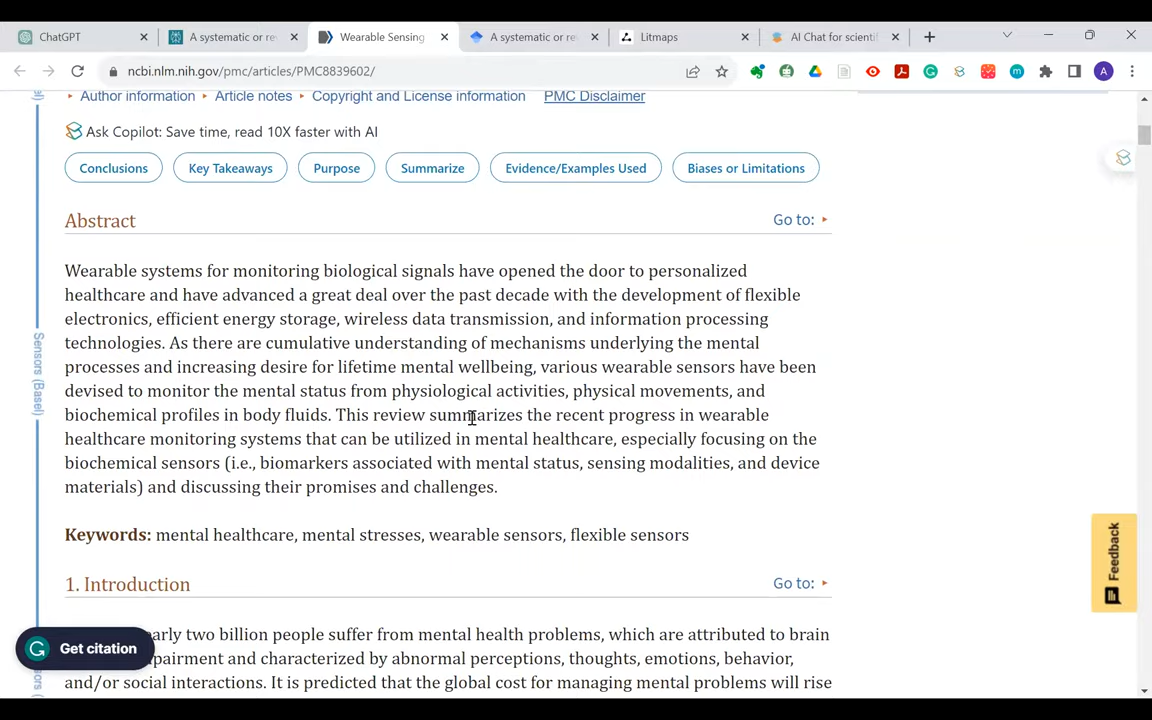 ChatGPT
A systematic or re
Wearable Sensing
A systematic or re
Litmaps
AI Chat for scienti
ncbi.nlm.nih.gov/pmc/articles/PMC8839602/
A
Author information Article notes Copyright and License information PMC Disclaimer
Ask Copilot: Save time, read 10X faster with AI
Conclusions
Key Takeaways
Purpose
Summarize
Evidence/Examples Used
Biases or Limitations
Abstract
Go to:
Wearable systems for monitoring biological signals have opened the door to personalized
healthcare and have advanced a great deal over the past decade with the development of flexible
electronics, efficient energy storage, wireless data transmission, and information processing
technologies. As there are cumulative understanding of mechanisms underlying the mental
processes and increasing desire for lifetime mental wellbeing, various wearable sensors have been
devised to monitor the mental status from physiological activities, physical movements, and
biochemical profiles in body fluids. This review summarizes the recent progress in wearable
healthcare monitoring systems that can be utilized in mental healthcare, especially focusing on the
biochemical sensors (i.e., biomarkers associated with mental status, sensing modalities, and device
materials) and discussing their promises and challenges.
Keywords: mental healthcare, mental stresses, wearable sensors, flexible sensors
1. Introduction
Go to:
early two billion people suffer from mental health problems, which are attributed to brain
pairment and characterized by abnormal perceptions, thoughts, emotions, behavior,
and/or social interactions. It is predicted that the global cost for managing mental problems will rise
Sensors (Basel)
Get citation
Feedback